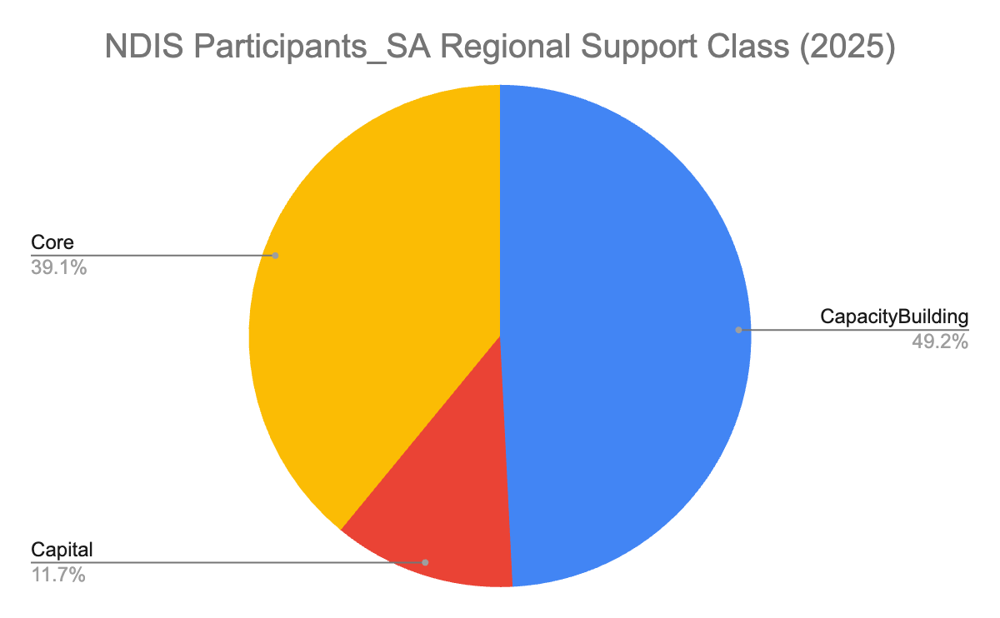 NDIS Participants_SA Regional Support Class (2025)
Core
39.1%
CapacityBuilding
49.2%
Capital
11.7%